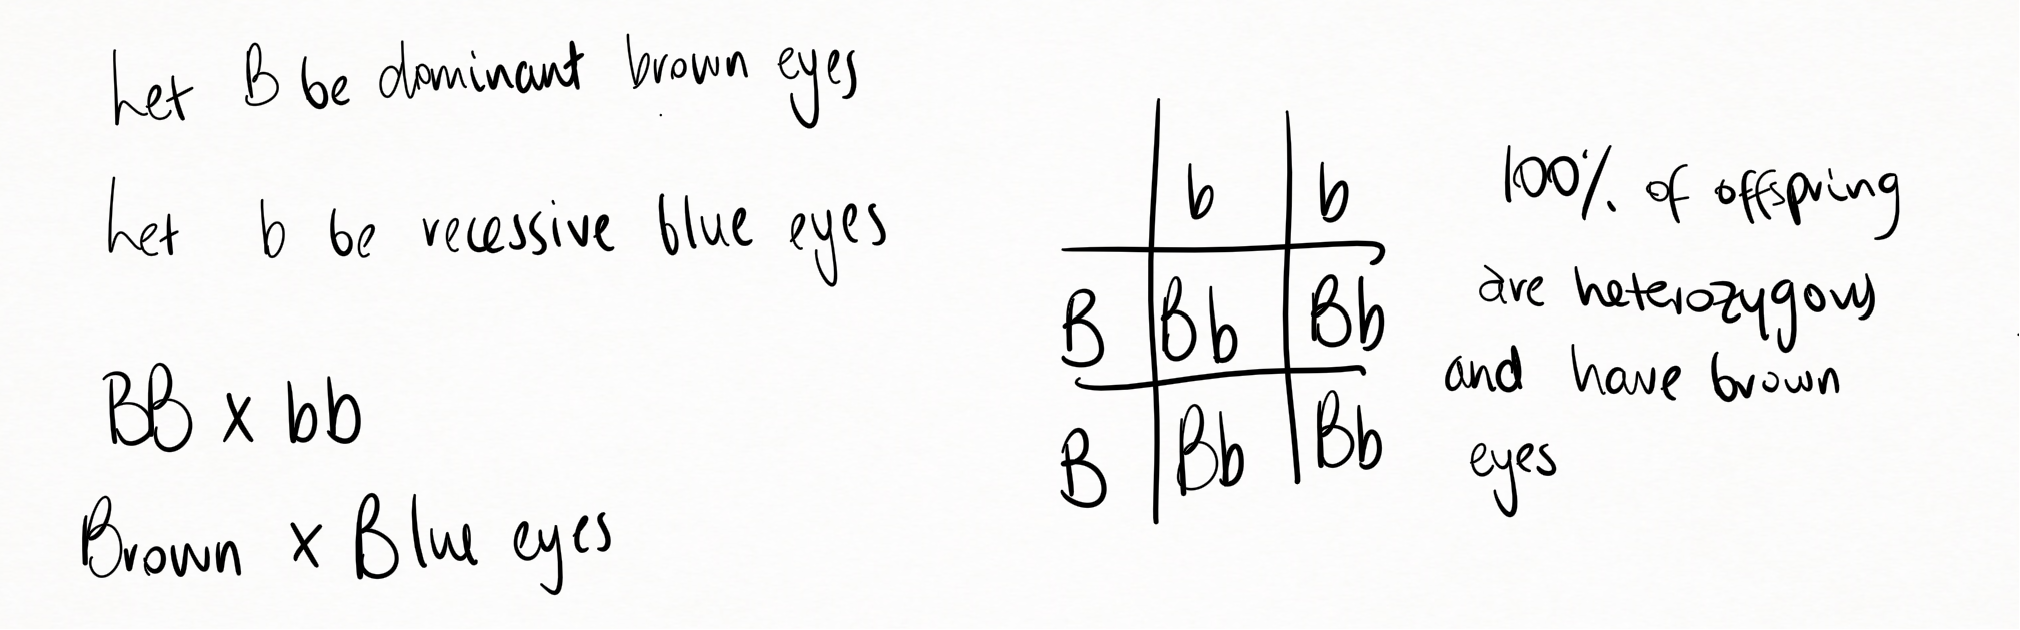 Let B be dominant brown eyes
Let b be recessive blue eyes
BB x bb
Brown x Blue eyes
b b
B Bb Bb
B Bb Bb
100% of offspring
are heterozygous
and have brown
eyes